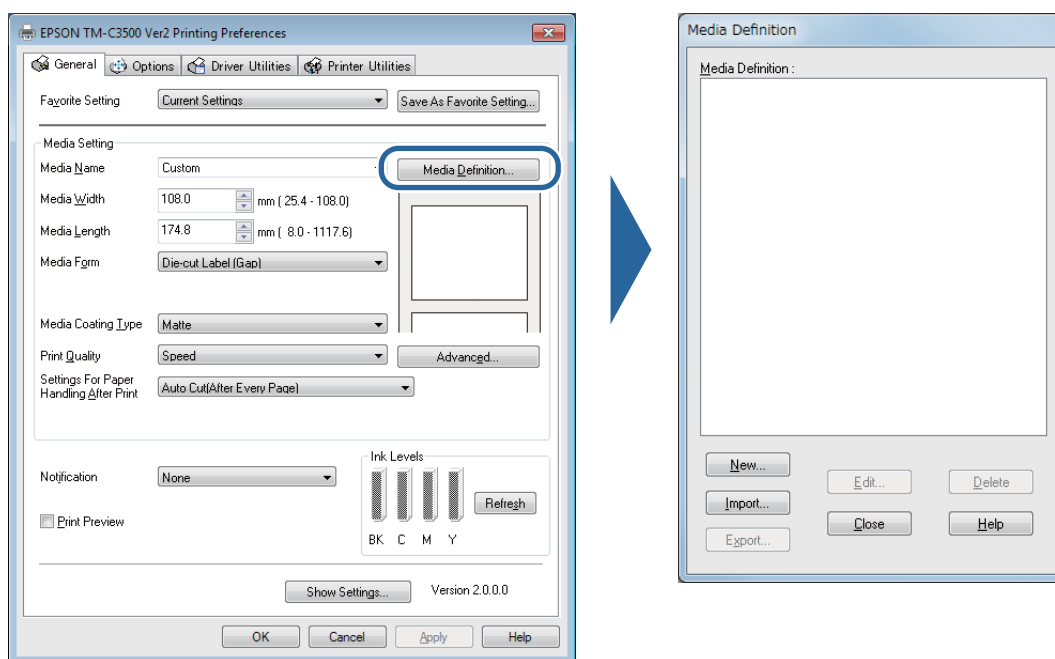 EPSON TM-C3500 Ver2 Printing Preferences
General Options Driver Utilities Printer Utilities
Favorite Setting Current Settings Save As Favorite Setting...
Media Setting
Media Name Custom Media Definition...
Media Width 108.0 mm ( 25.4 - 108.0)
Media Length 174.8 mm ( 8.0 - 1117.6)
Media Form Die-cut Label (Gap)
Media Coating Type Matte
Print Quality Speed Advanced...
Settings For Paper
Handling After Print Auto Cut(After Every Page)
Ink Levels
Notification None
Refresh
Print Preview
BK C M Y
Show Settings... Version 2.0.0.0
OK Cancel Apply Help
Media Definition
Media Definition :
New...
Edit... Delete
Import...
Close Help
Export...